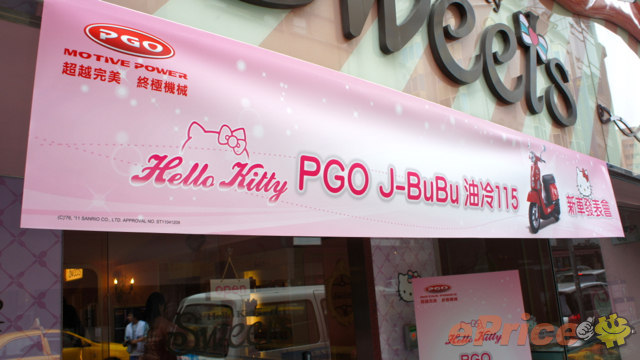 Sweets
PGO
MOTIVE POWER
超越完美 終極機械
Hello Kitty PGO J-BuBu 油冷115
新車發表會
(C)'76, '11 SANRIO CO., LTD. APPROVAL NO.
open
Sweets
PGO
Hello Kitty
PGO
ePrice